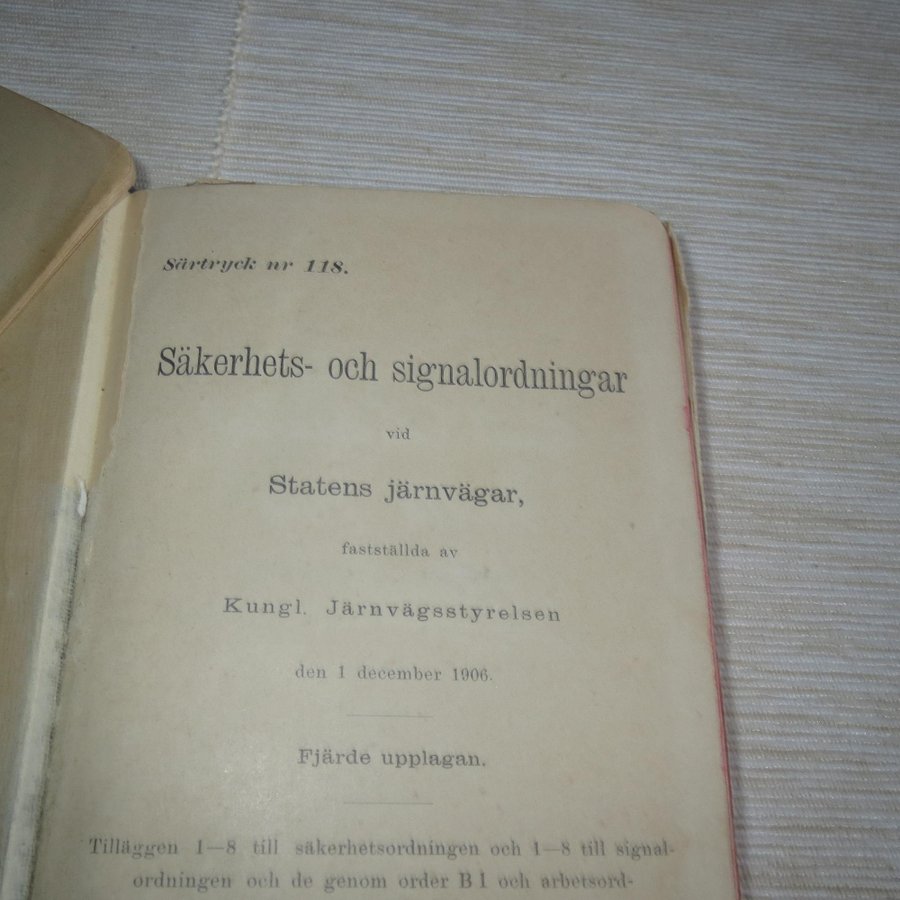 Särtryck nr 118.
Säkerhets- och signalordningar
vid
Statens järnvägar,
fastställda av
Kungl. Järnvägsstyrelsen
den 1 december 1906.
Fjärde upplagan.
Tilläggen 1—8 till säkerhetsordningen och 1—8 till signal-
ordningen och de genom order B 1 och arbetsord-